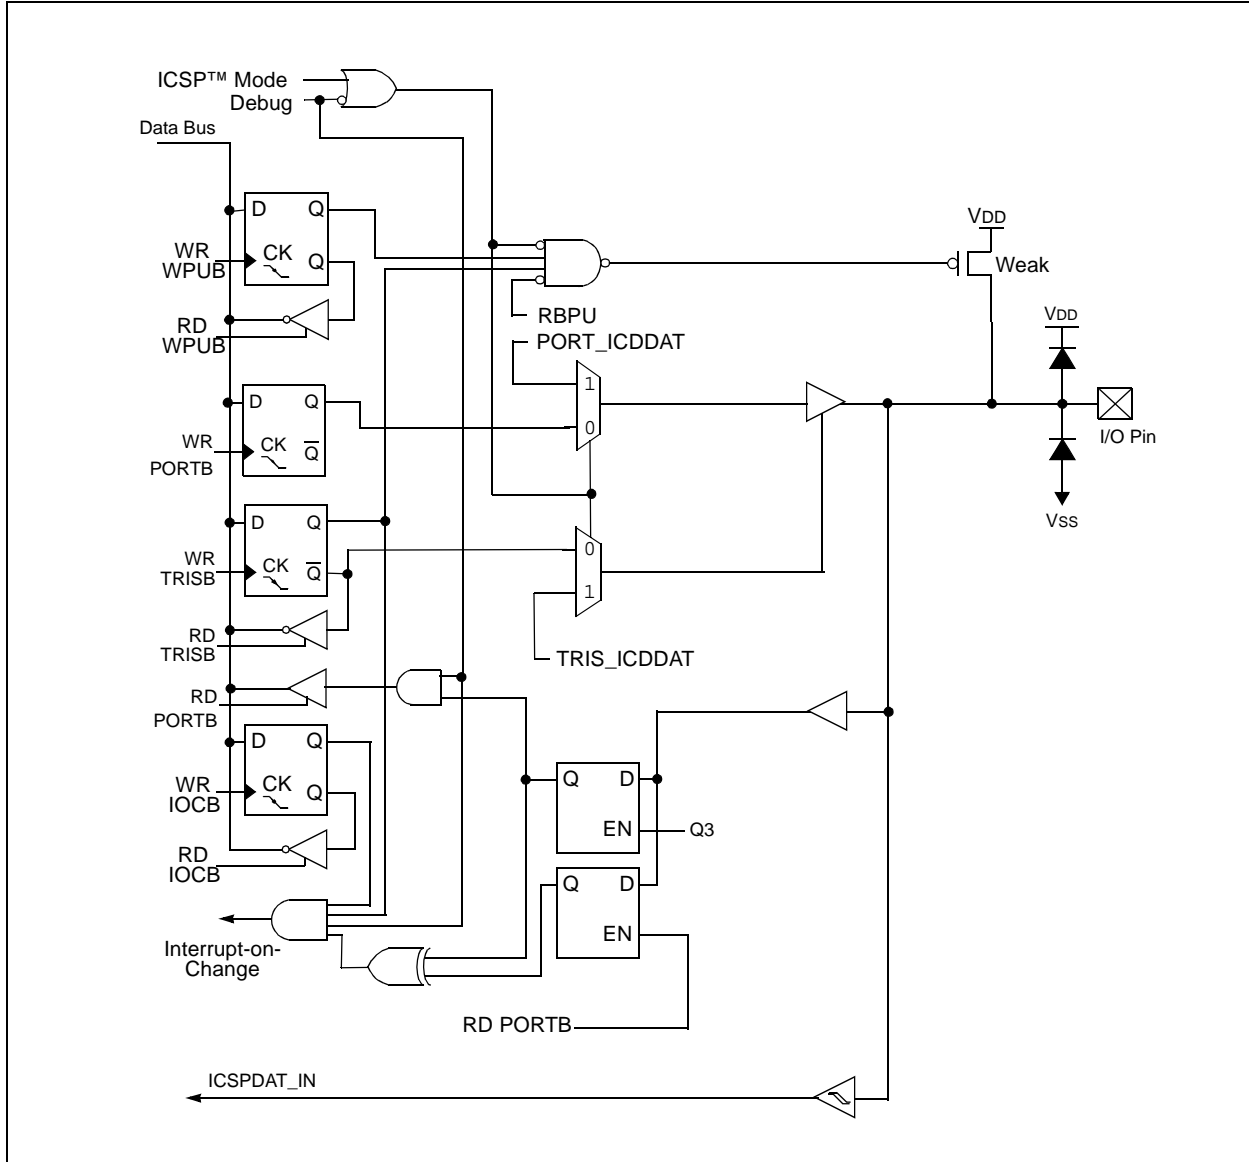 ICSP™ Mode
Debug
Data Bus
D Q
WR
WPUB
CK
Q
RD
WPUB
VDD
Weak
RBPU
PORT_ICDDAT
1
0
VDD
I/O Pin
VSS
D Q
WR
PORTB
CK
Q
D Q
WR
TRISB
CK
Q
0
1
RD
TRISB
TRIS_ICDDAT
RD
PORTB
D Q
WR
IOCB
CK
Q
RD
IOCB
Q D
EN
Q3
Q D
EN
Interrupt-on-
Change
RD PORTB
ICSPDAT_IN